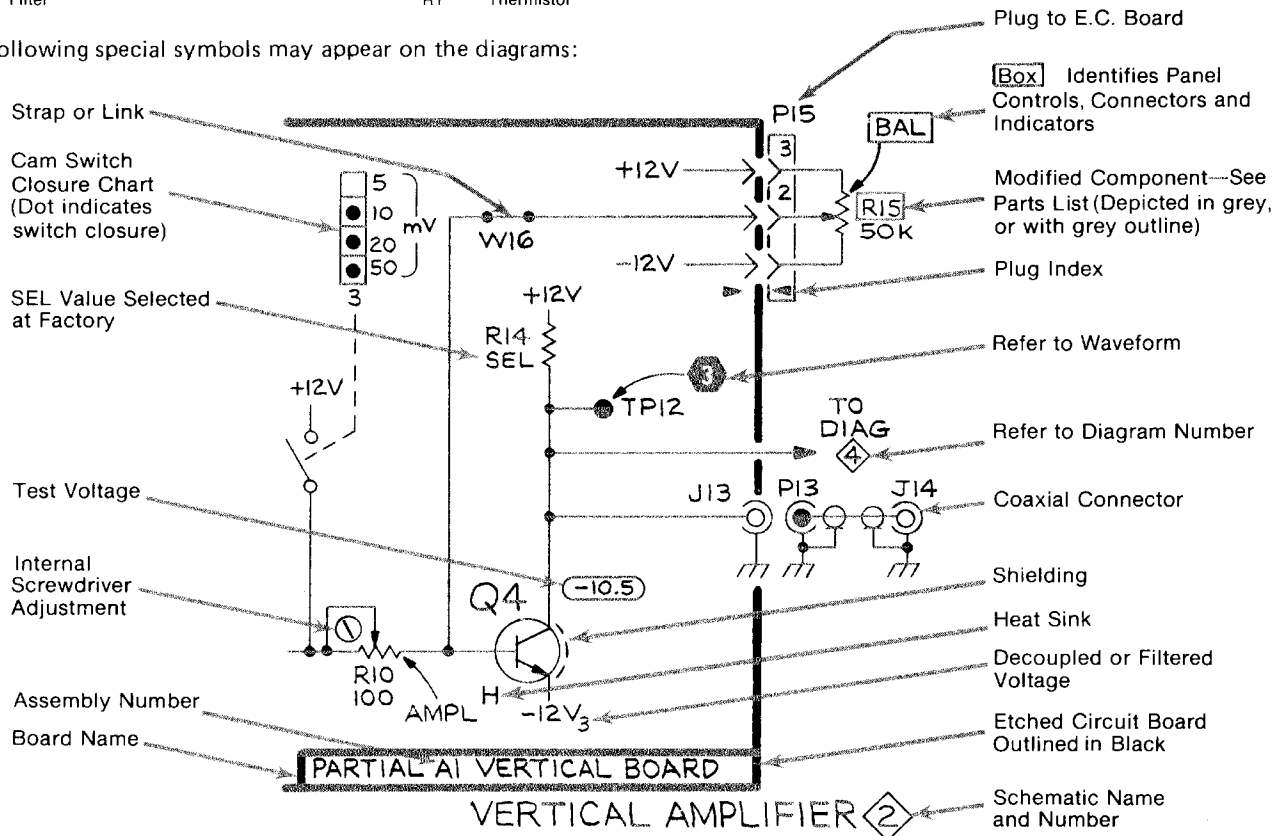 Filter
RT Thermistor
ollowing special symbols may appear on the diagrams:
Plug to E.C. Board
Box Identifies Panel
Controls, Connectors and
Indicators
Strap or Link
Cam Switch
Closure Chart
(Dot indicates
switch closure)
SEL Value Selected
at Factory
Test Voltage
Internal
Screwdriver
Adjustment
Assembly Number
Board Name
5
10
20
50
mV
3
+12V
W16
+12V
-12V
P15
3
2
BAL
R15
50K
+12V
R14
SEL
3
TP12
TO
DIAG
4
J13
P13
J14
-10.5
Q4
R10
100
AMPL
H
-12V3
+12V
PARTIAL A1 VERTICAL BOARD
VERTICAL AMPLIFIER 2
Modified Component—See
Parts List (Depicted in grey,
or with grey outline)
Plug Index
Refer to Waveform
Refer to Diagram Number
Coaxial Connector
Shielding
Heat Sink
Decoupled or Filtered
Voltage
Etched Circuit Board
Outlined in Black
Schematic Name
and Number